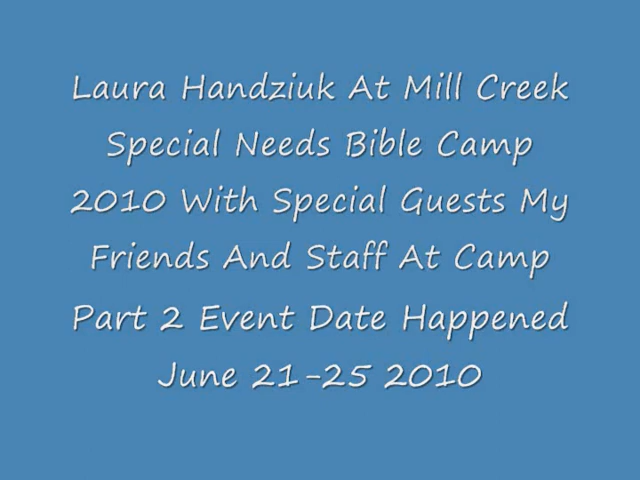 Laura Handziuk At Mill Creek
Special Needs Bible Camp
2010 With Special Guests My
Friends And Staff At Camp
Part 2 Event Date Happened
June 21-25 2010